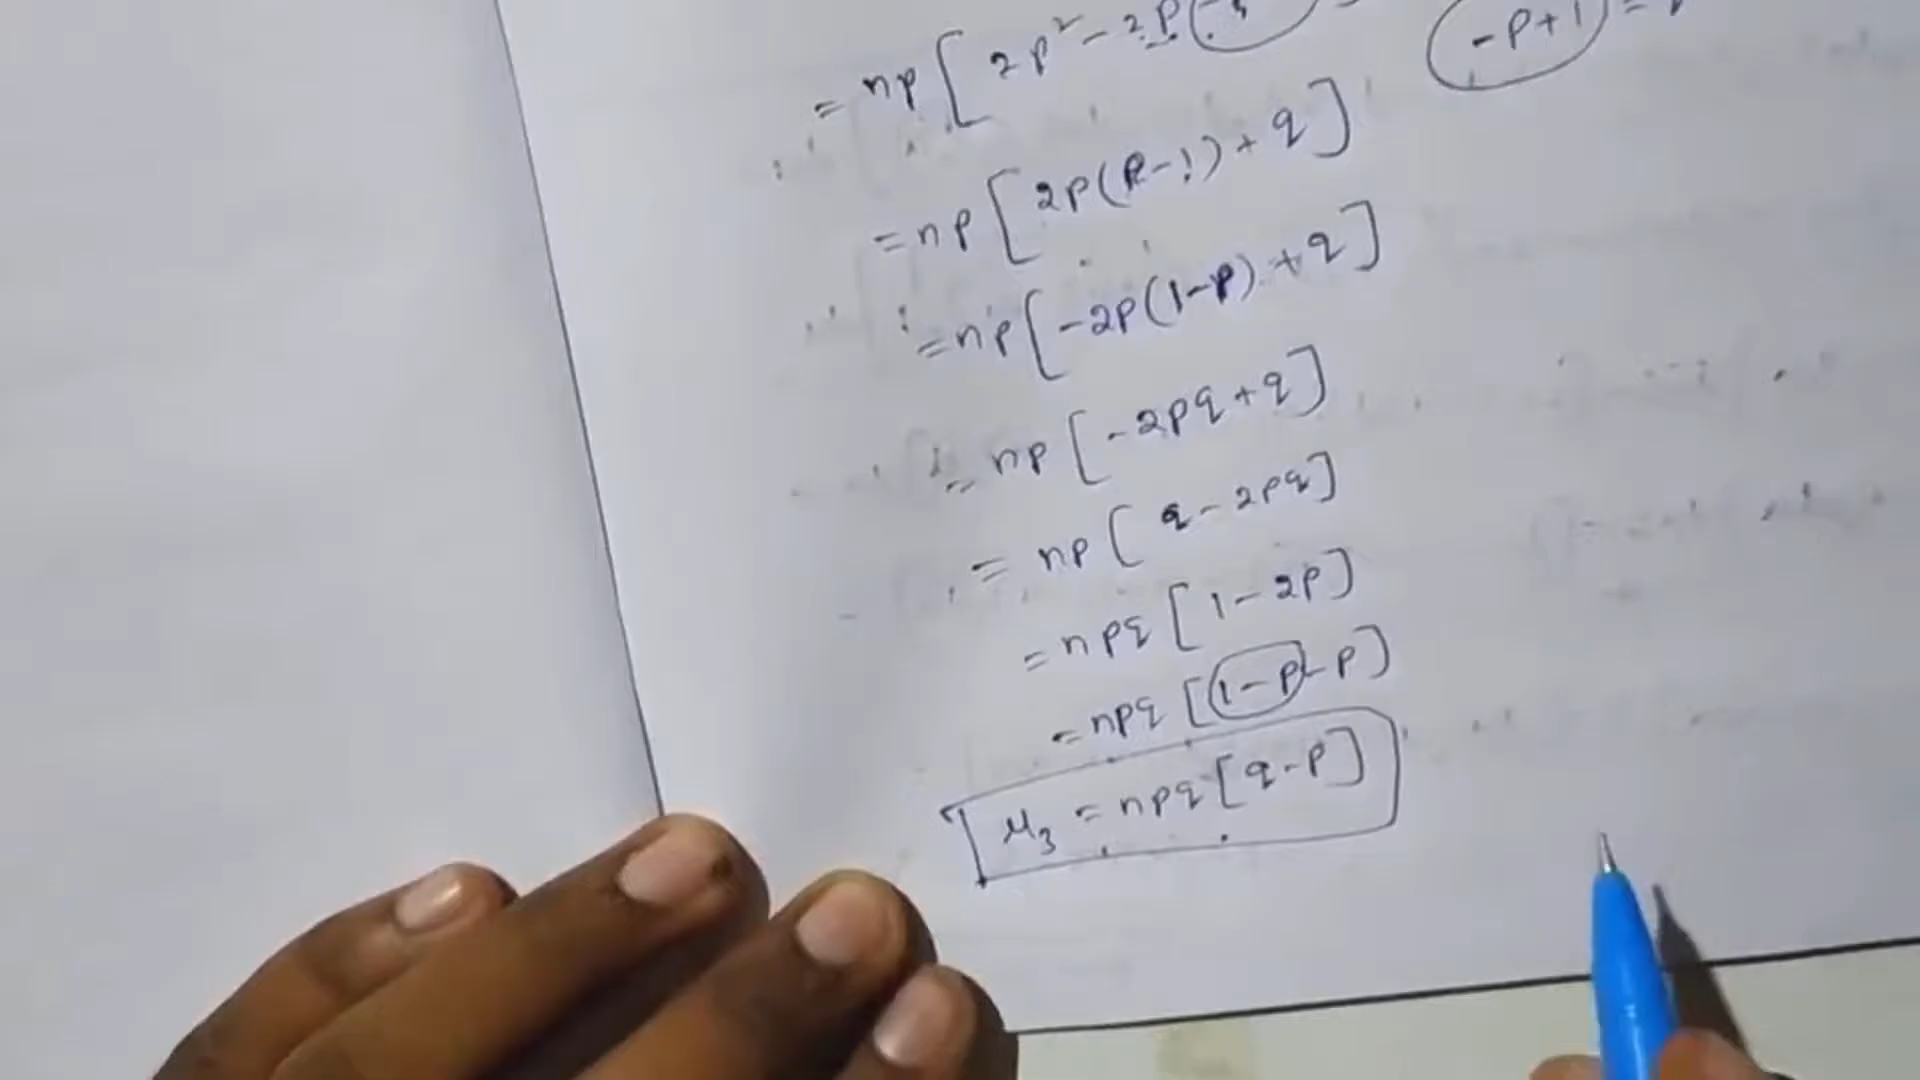 = np [ 2p² - 2p
-p+1 =
= np [ 2p(p-1) + q ]
= np [ -2p(1-p) + q ]
= np [ -2pq + q ]
= np [ q - 2pq ]
= npq [ 1 - 2p ]
= npq [ 1-p - p ]
μ₃ = npq [ q - p ]